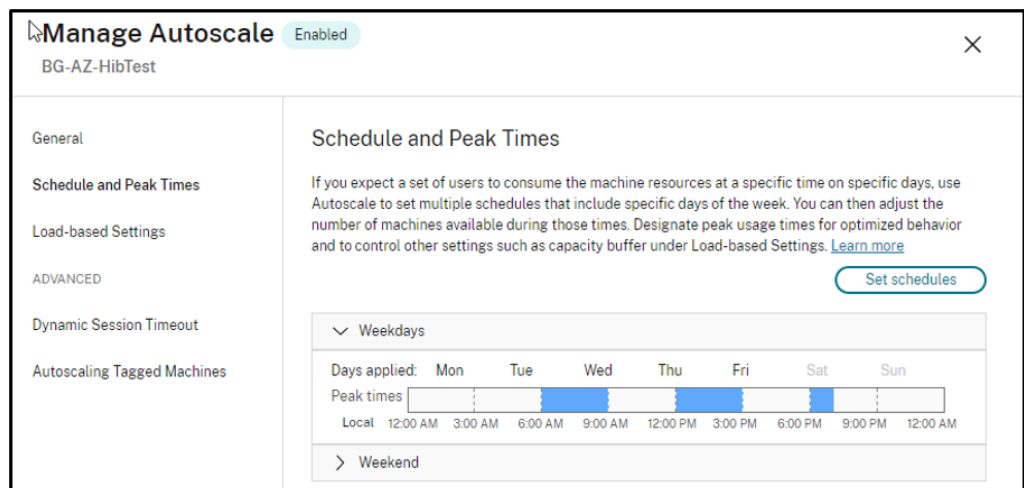 Manage Autoscale Enabled
BG-AZ-HibTest
General
Schedule and Peak Times
Load-based Settings
ADVANCED
Dynamic Session Timeout
Autoscaling Tagged Machines
Schedule and Peak Times
If you expect a set of users to consume the machine resources at a specific time on specific days, use
Autoscale to set multiple schedules that include specific days of the week. You can then adjust the
number of machines available during those times. Designate peak usage times for optimized behavior
and to control other settings such as capacity buffer under Load-based Settings. Learn more
Set schedules
Weekdays
Days applied: Mon Tue Wed Thu Fri Sat Sun
Peak times
Local 12:00 AM 3:00 AM 6:00 AM 9:00 AM 12:00 PM 3:00 PM 6:00 PM 9:00 PM 12:00 AM
Weekend